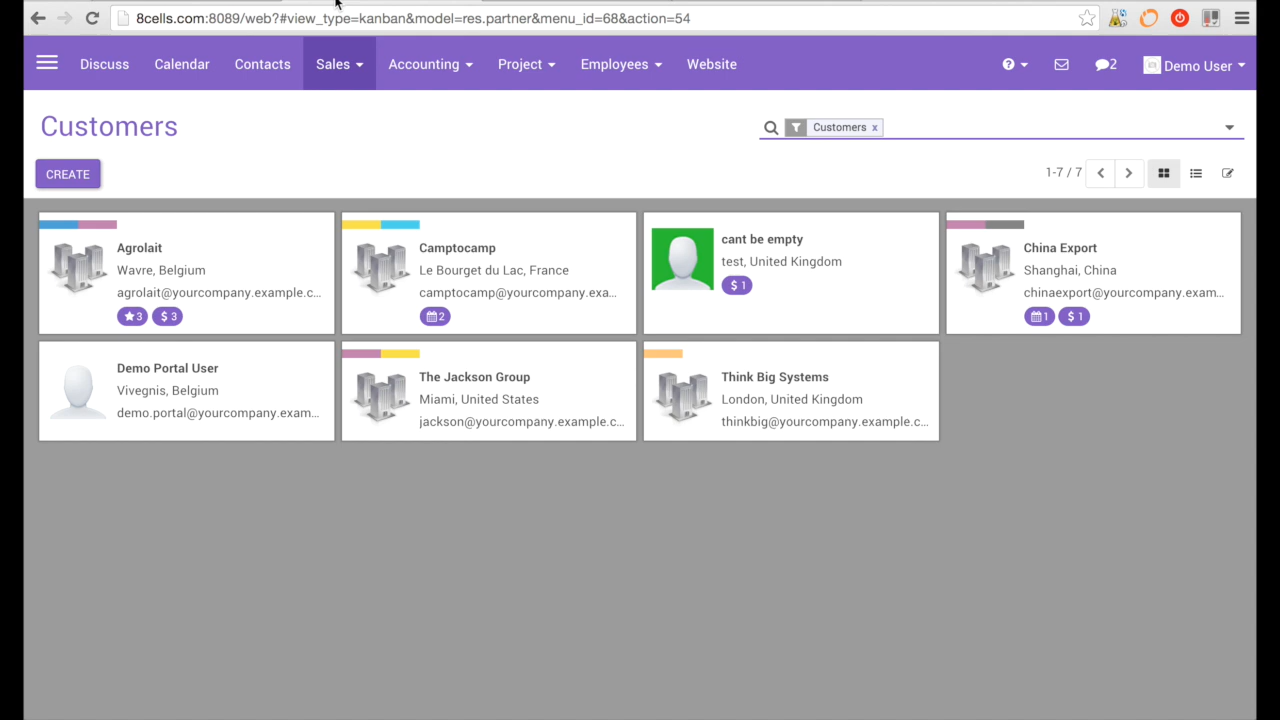 8cells.com:8089/web?#view_type=kanban&model=res.partner&menu_id=68&action=54
Discuss Calendar Contacts Sales Accounting Project Employees Website 2 Demo User
Customers
Customers x
CREATE
1-7 / 7
Agrolait
Wavre, Belgium
agrolait@yourcompany.example.c...
3 $ 3
Camptocamp
Le Bourget du Lac, France
camptocamp@yourcompany.exa...
2
cant be empty
test, United Kingdom
$ 1
China Export
Shanghai, China
chinaexport@yourcompany.exam...
1 $ 1
Demo Portal User
Vivegnis, Belgium
demo.portal@yourcompany.exam...
The Jackson Group
Miami, United States
jackson@yourcompany.example.c...
Think Big Systems
London, United Kingdom
thinkbig@yourcompany.example.c...